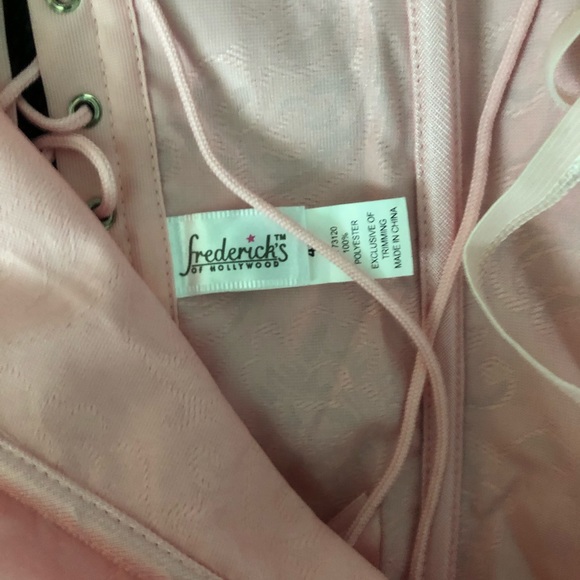 frederick's™
OF HOLLYWOOD
73120
100%
POLYESTER
EXCLUSIVE OF
TRIMMING
MADE IN CHINA